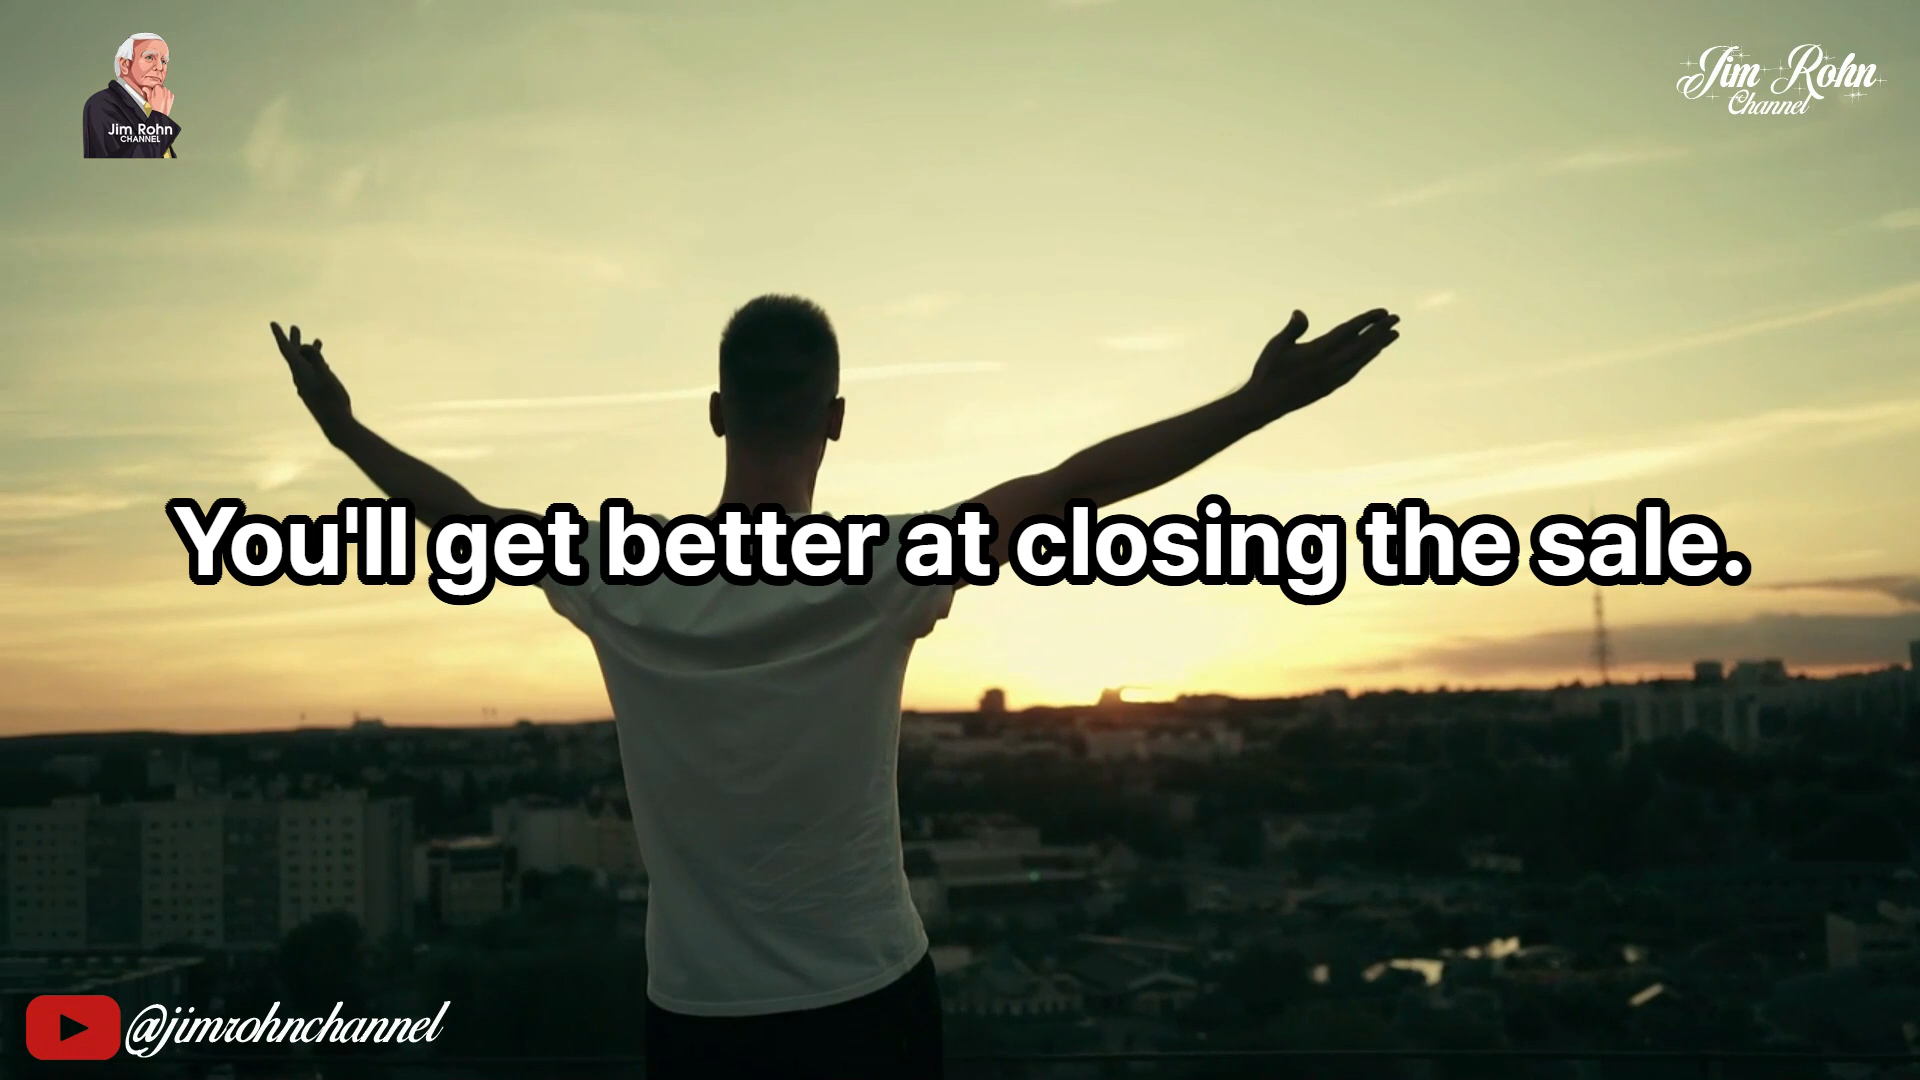 Jim Rohn
CHANNEL
Jim Rohn
Channel
You'll get better at closing the sale.
@jimrohnchannel